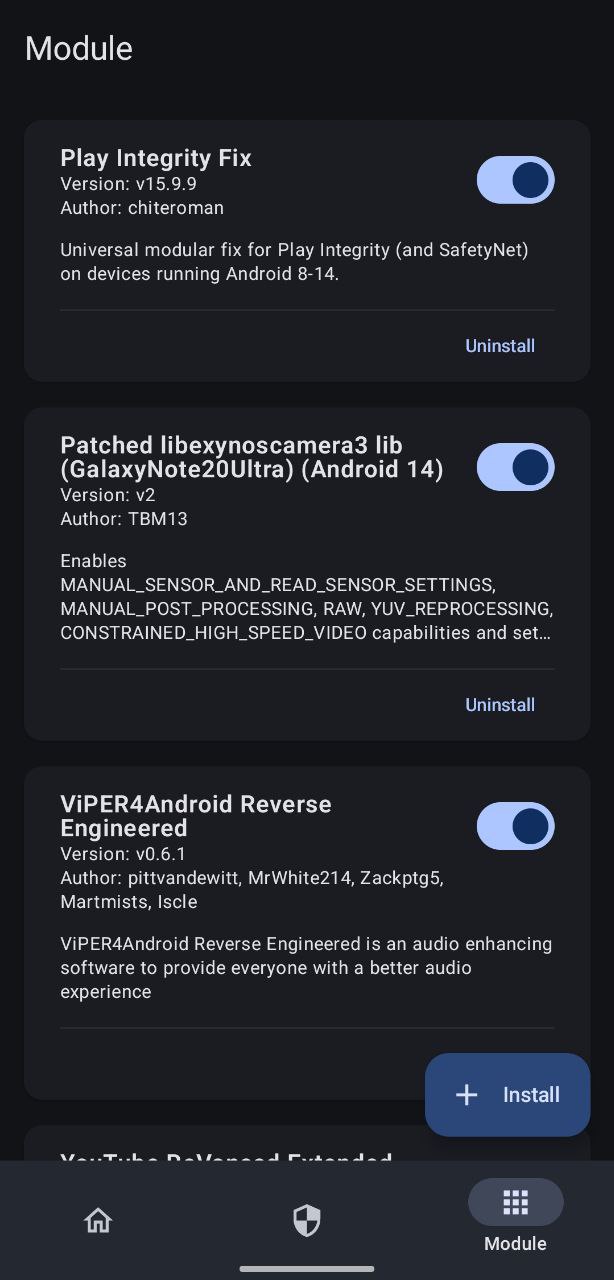 Module
Play Integrity Fix
Version: v15.9.9
Author: chiteroman
Universal modular fix for Play Integrity (and SafetyNet)
on devices running Android 8-14.
Uninstall
Patched libexynoscamera3 lib
(GalaxyNote20Ultra) (Android 14)
Version: v2
Author: TBM13
Enables
MANUAL_SENSOR_AND_READ_SENSOR_SETTINGS,
MANUAL_POST_PROCESSING, RAW, YUV_REPROCESSING,
CONSTRAINED_HIGH_SPEED_VIDEO capabilities and set…
Uninstall
ViPER4Android Reverse
Engineered
Version: v0.6.1
Author: pittvandewitt, MrWhite214, Zackptg5,
Martmists, Iscle
ViPER4Android Reverse Engineered is an audio enhancing
software to provide everyone with a better audio
experience
Install
YouTube ReVanced Extended
Module